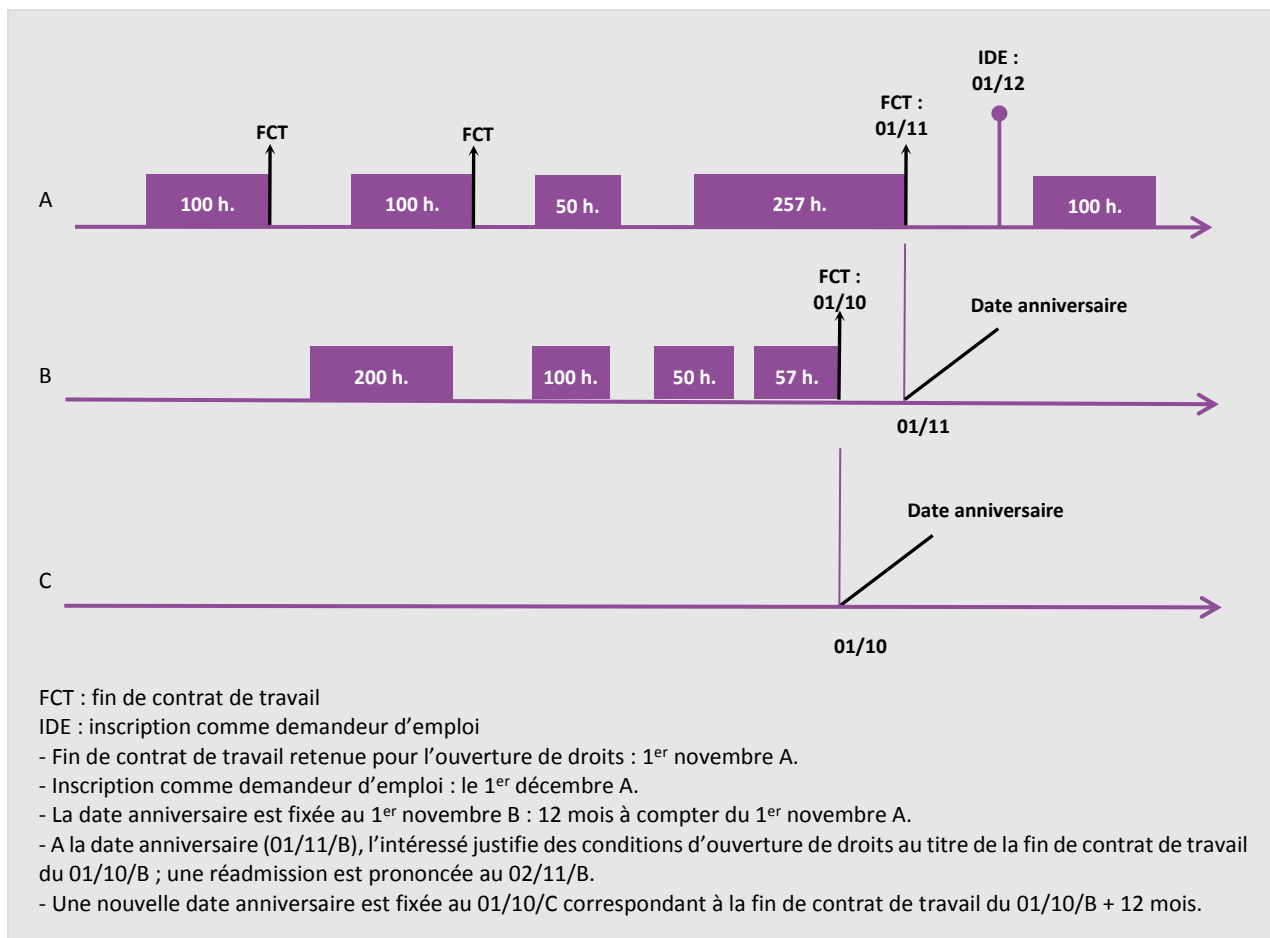 IDE :
01/12
FCT :
01/11
FCT
FCT
A
100 h.
100 h.
50 h.
257 h.
100 h.
FCT :
01/10
Date anniversaire
B
200 h.
100 h.
50 h.
57 h.
01/11
Date anniversaire
C
01/10
FCT : fin de contrat de travail
IDE : inscription comme demandeur d’emploi
- Fin de contrat de travail retenue pour l’ouverture de droits : 1er novembre A.
- Inscription comme demandeur d’emploi : le 1er décembre A.
- La date anniversaire est fixée au 1er novembre B : 12 mois à compter du 1er novembre A.
- A la date anniversaire (01/11/B), l’intéressé justifie des conditions d’ouverture de droits au titre de la fin de contrat de travail
du 01/10/B ; une réadmission est prononcée au 02/11/B.
- Une nouvelle date anniversaire est fixée au 01/10/C correspondant à la fin de contrat de travail du 01/10/B + 12 mois.